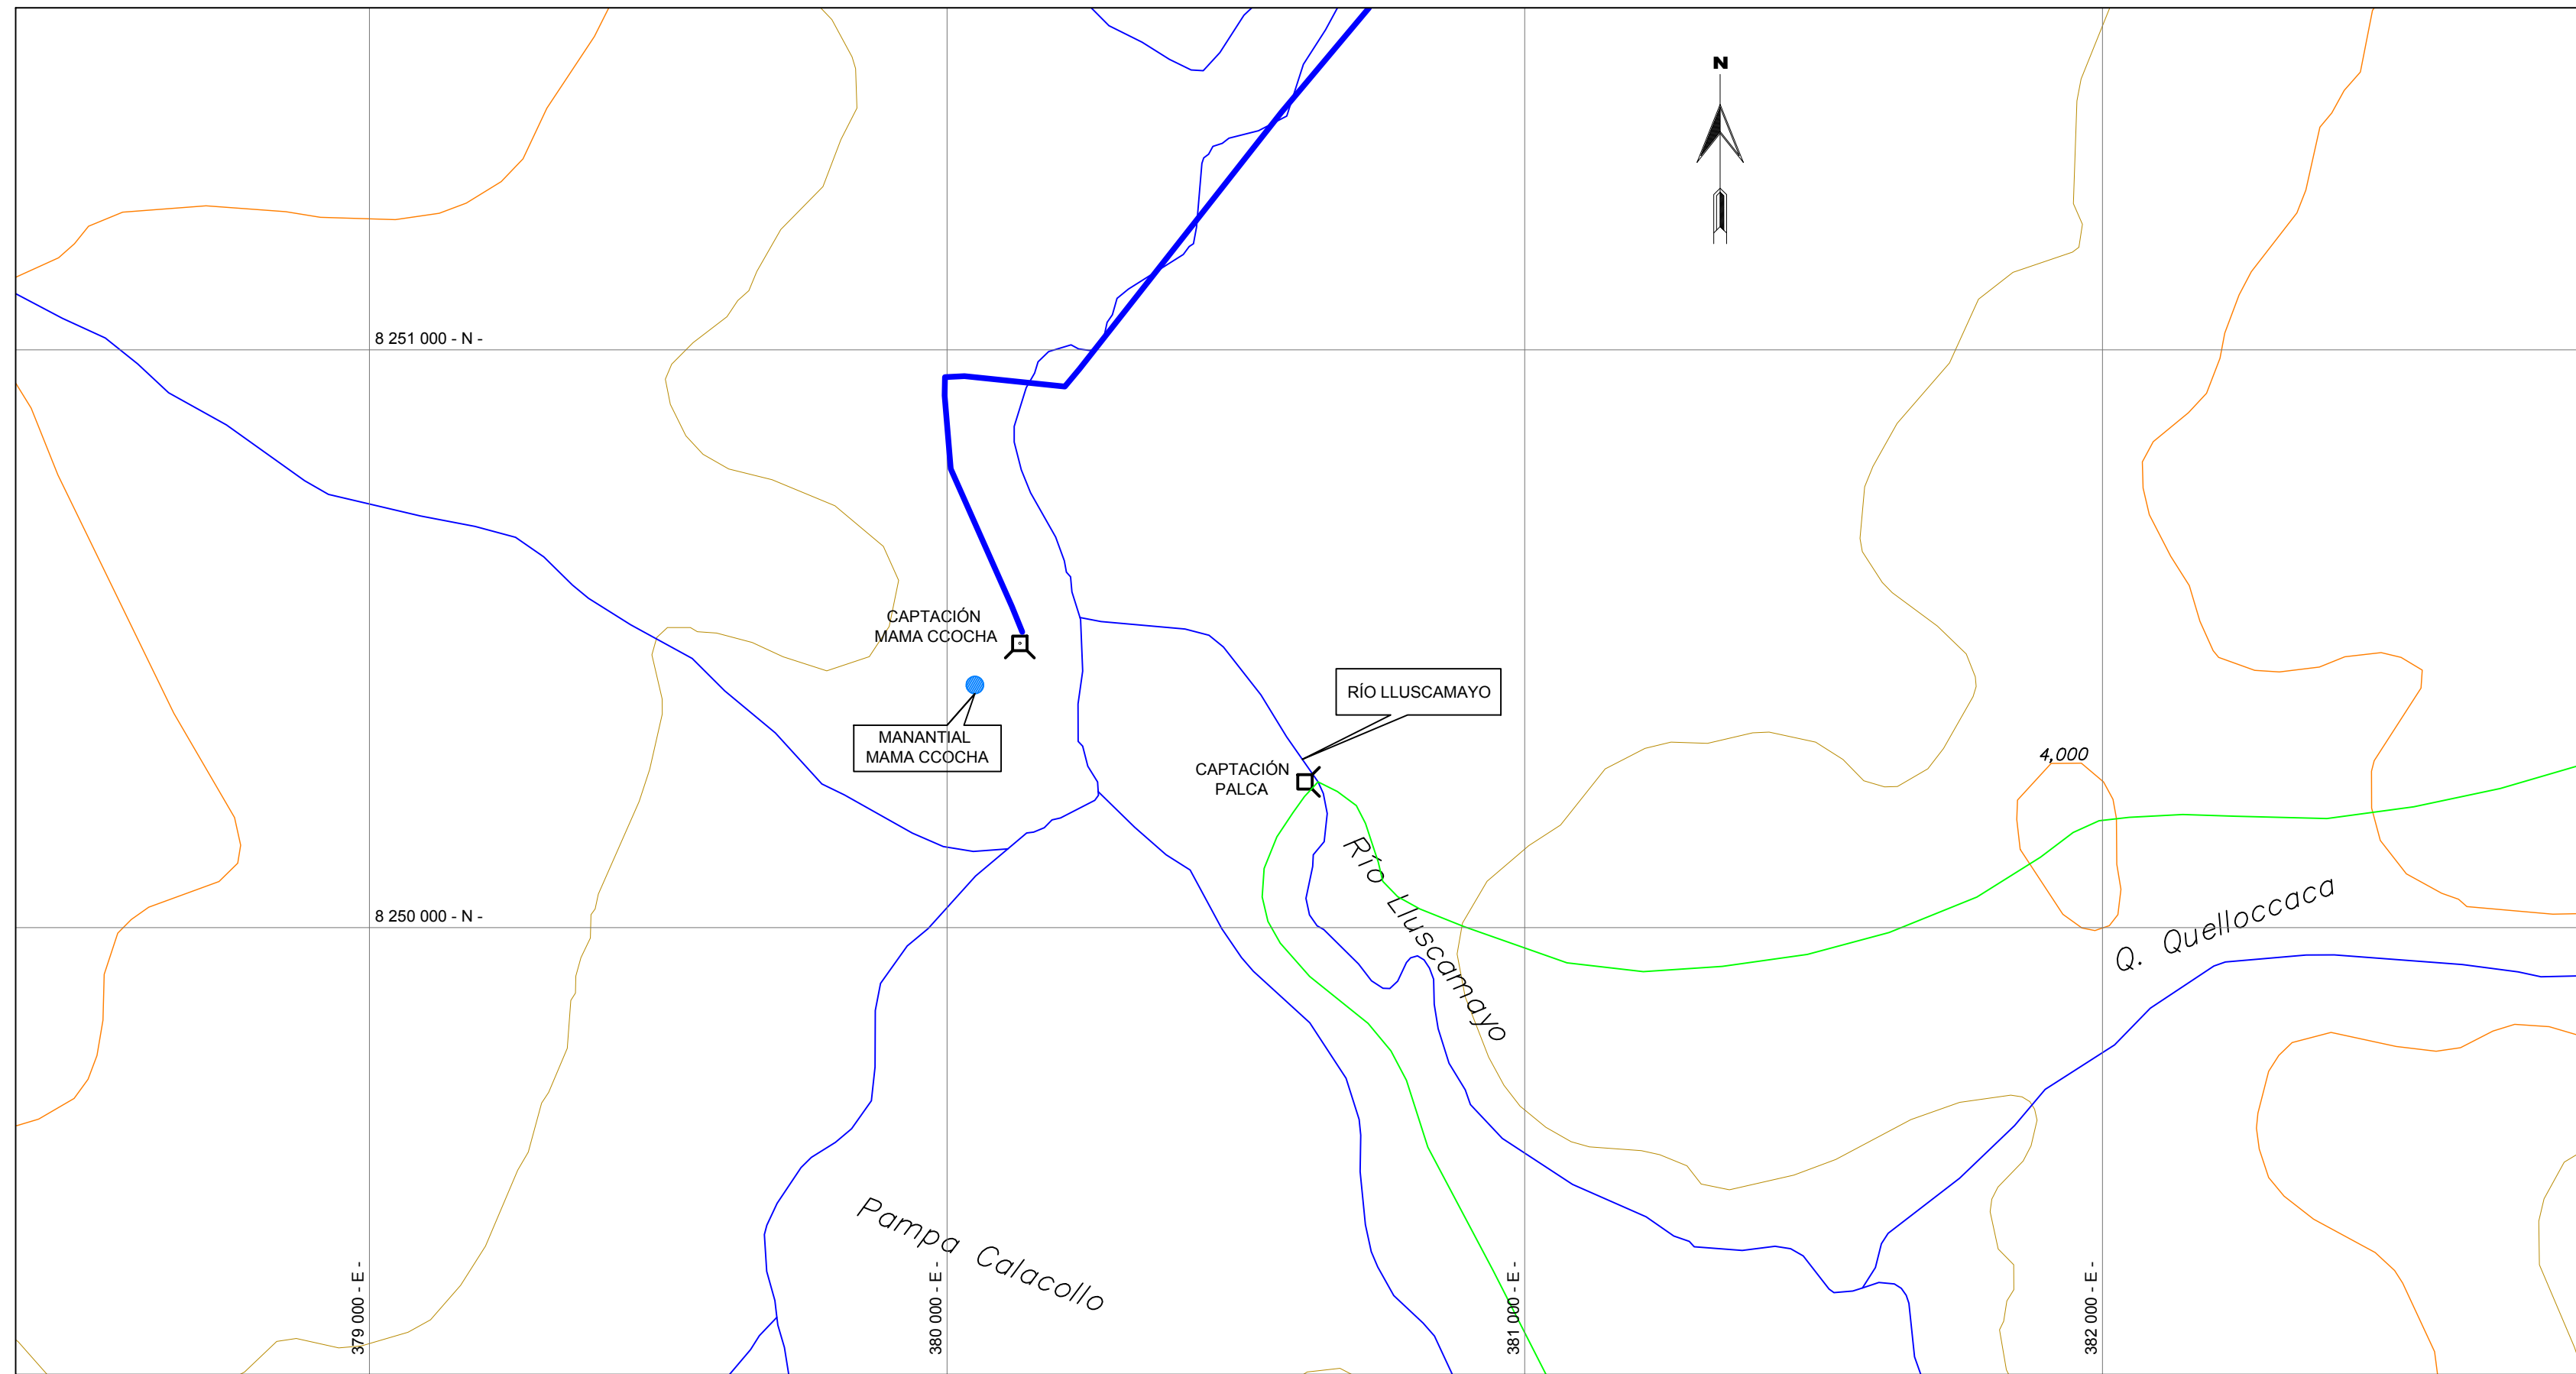 N
8 251 000 - N -
CAPTACIÓN
MAMA CCOCHA
RÍO LLUSCAMAYO
MANANTIAL
MAMA CCOCHA
4,000
CAPTACIÓN
PALCA
Río Lluscamayo
Q. Quelloccaca
8 250 000 - N -
Pampa Calacollo
379 000 - E -
380 000 - E -
381 000 - E -
382 000 - E -